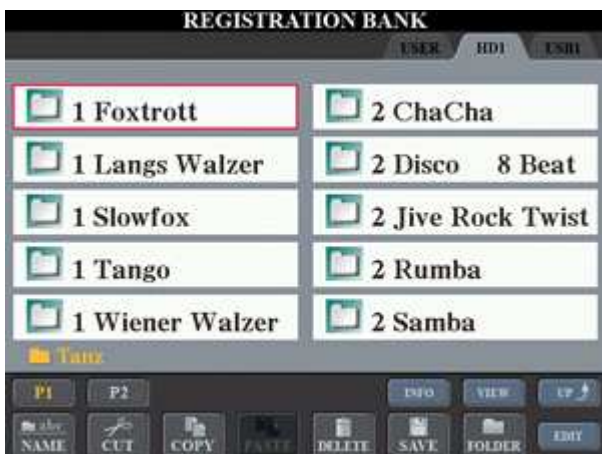 REGISTRATION BANK
USER HD1 USB1
1 Foxtrott
2 ChaCha
1 Langs Walzer
2 Disco 8 Beat
1 Slowfox
2 Jive Rock Twist
1 Tango
2 Rumba
1 Wiener Walzer
2 Samba
Tanz
P1 P2 INFO VIEW UP
abc
NAME CUT COPY PASTE DELETE SAVE FOLDER EDIT